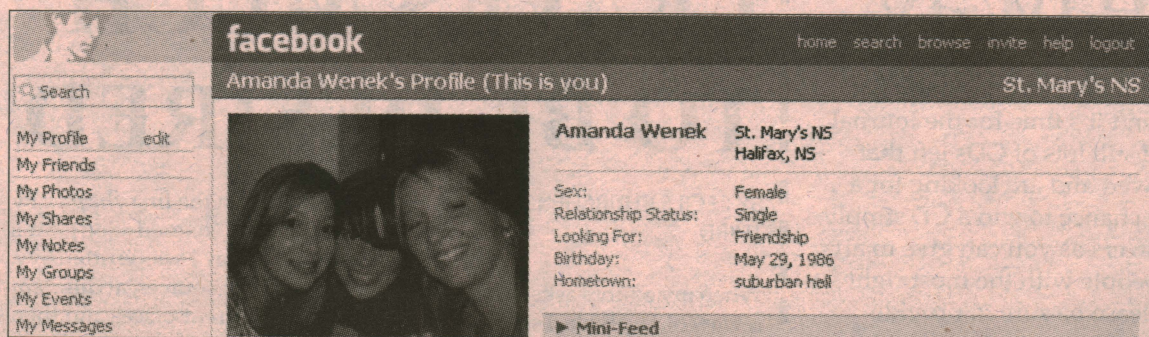 facebook
home search browse invite help logout
Search
Amanda Wenek's Profile (This is you) St. Mary's NS
My Profile edit
My Friends
My Photos
My Shares
My Notes
My Groups
My Events
My Messages
Amanda Wenek St. Mary's NS
Halifax, NS
Sex: Female
Relationship Status: Single
Looking For: Friendship
Birthday: May 29, 1986
Hometown: suburban hell
▶ Mini-Feed